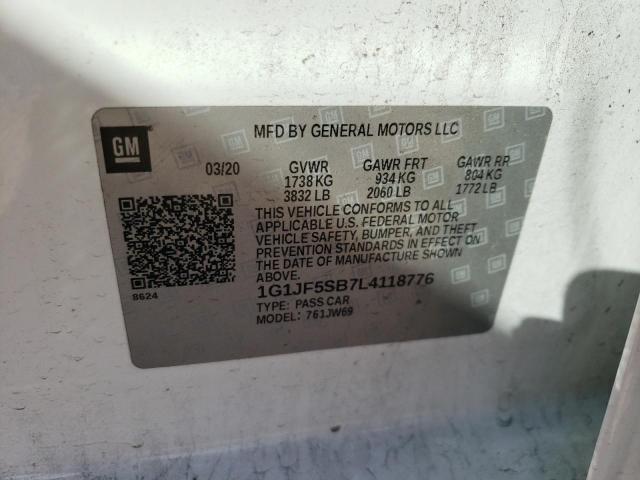 GM
MFD BY GENERAL MOTORS LLC
03/20 GVWR GAWR FRT GAWR RR
1738 KG 934 KG 804 KG
3832 LB 2060 LB 1772 LB
THIS VEHICLE CONFORMS TO ALL
APPLICABLE U.S. FEDERAL MOTOR
VEHICLE SAFETY, BUMPER, AND THEFT
PREVENTION STANDARDS IN EFFECT ON
THE DATE OF MANUFACTURE SHOWN
ABOVE.
8624
1G1JF5SB7L4118776
TYPE: PASS CAR
MODEL: 761JW69